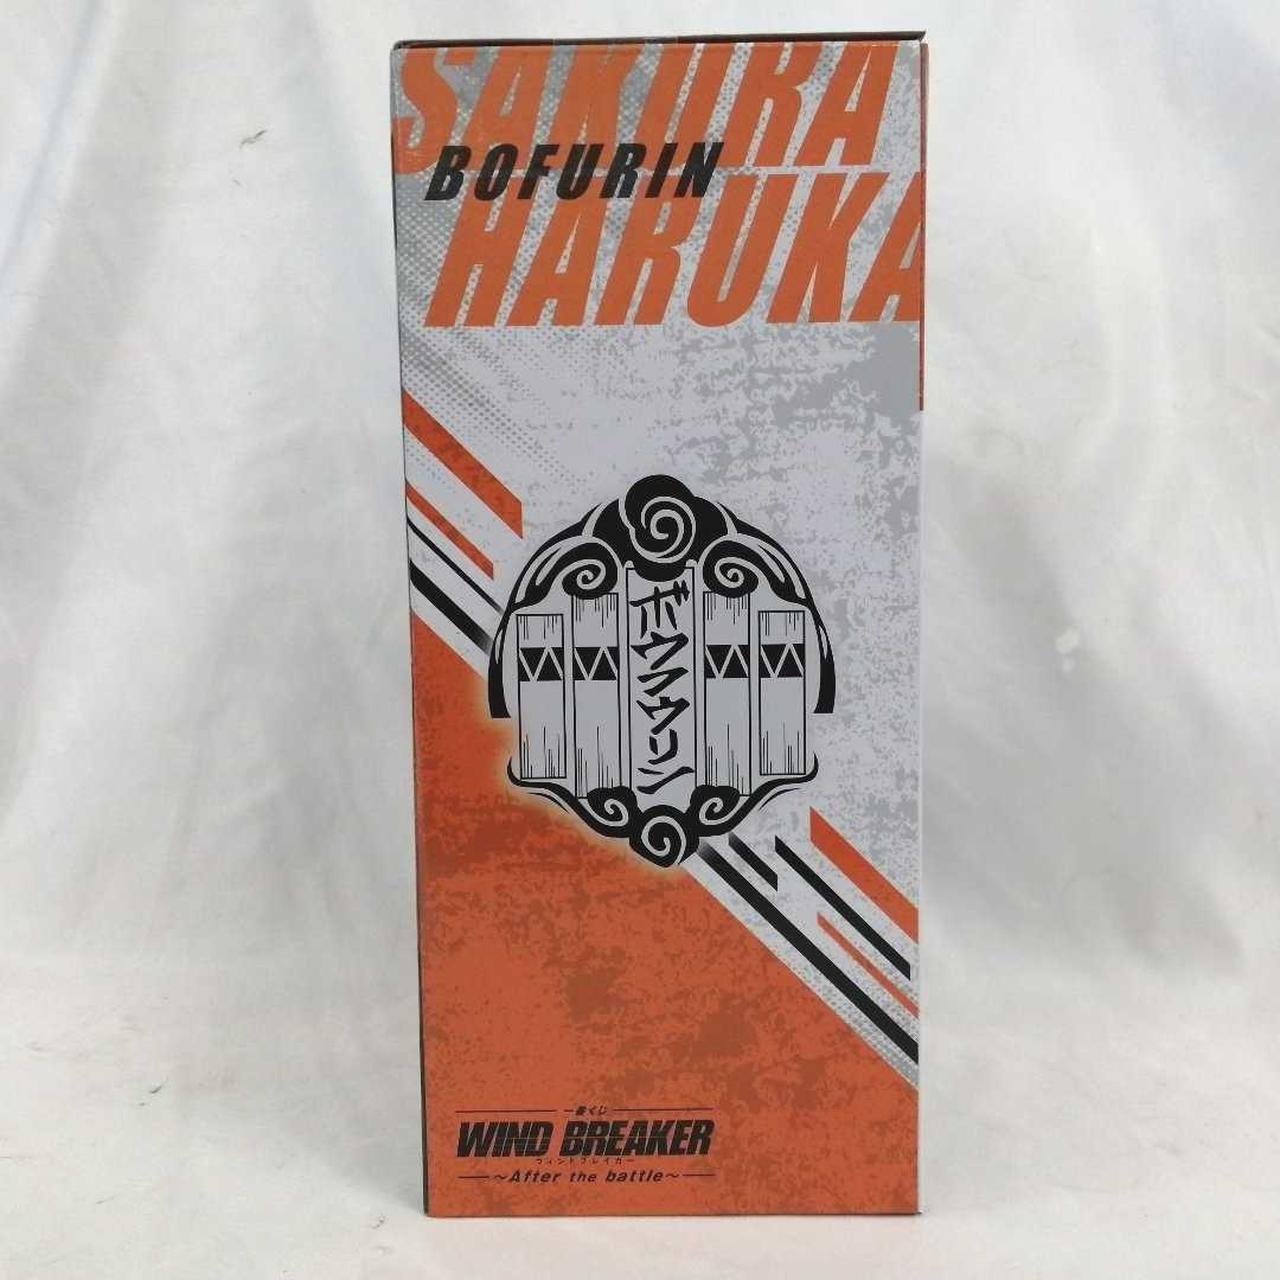 SAKURA
BOFURIN
HARUKA
ボウフウリン
一番くじ
WIND BREAKER
ウィンドブレイカー
～After the battle～